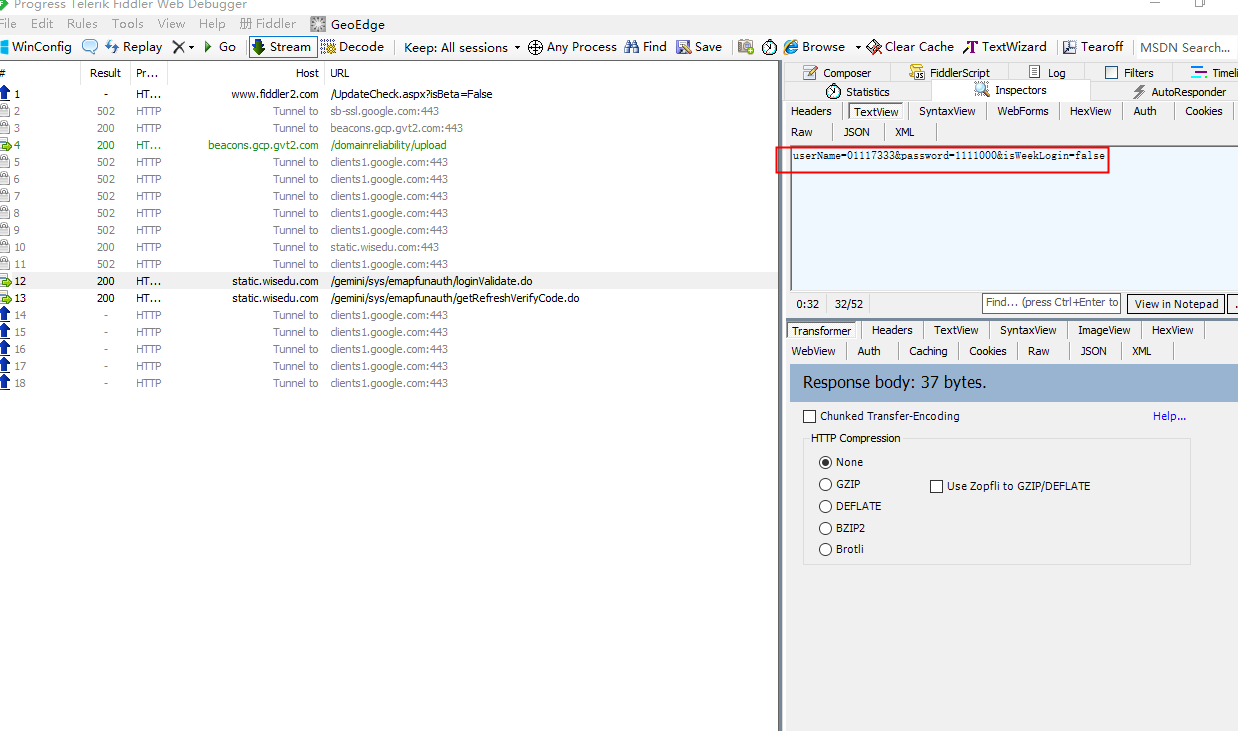 Progress Telerik Fiddler Web Debugger
File Edit Rules Tools View Help 册 Fiddler GeoEdge
WinConfig Replay Go Stream Decode Keep: All sessions Any Process Find Save Browse Clear Cache TextWizard Tearoff MSDN Search...
# Result Pr... Host URL
1 - HT... www.fiddler2.com /UpdateCheck.aspx?isBeta=False
2 502 HTTP Tunnel to sb-ssl.google.com:443
3 200 HTTP Tunnel to beacons.gcp.gvt2.com:443
4 200 HT... beacons.gcp.gvt2.com /domainreliability/upload
5 502 HTTP Tunnel to clients1.google.com:443
6 502 HTTP Tunnel to clients1.google.com:443
7 502 HTTP Tunnel to clients1.google.com:443
8 502 HTTP Tunnel to clients1.google.com:443
9 502 HTTP Tunnel to clients1.google.com:443
10 200 HTTP Tunnel to static.wisedu.com:443
11 502 HTTP Tunnel to clients1.google.com:443
12 200 HT... static.wisedu.com /gemini/sys/emapfunauth/loginValidate.do
13 200 HT... static.wisedu.com /gemini/sys/emapfunauth/getRefreshVerifyCode.do
14 - HTTP Tunnel to clients1.google.com:443
15 - HTTP Tunnel to clients1.google.com:443
16 - HTTP Tunnel to clients1.google.com:443
17 - HTTP Tunnel to clients1.google.com:443
18 - HTTP Tunnel to clients1.google.com:443
Composer FiddlerScript Log Filters Timeli
Statistics Inspectors AutoResponder
Headers TextView SyntaxView WebForms HexView Auth Cookies
Raw JSON XML
userName=01117333&password=1111000&isWeekLogin=false
0:32 32/52 Find... (press Ctrl+Enter to View in Notepad ...
Transformer Headers TextView SyntaxView ImageView HexView
WebView Auth Caching Cookies Raw JSON XML
Response body: 37 bytes.
Chunked Transfer-Encoding Help...
HTTP Compression
None
GZIP Use Zopfli to GZIP/DEFLATE
DEFLATE
BZIP2
Brotli